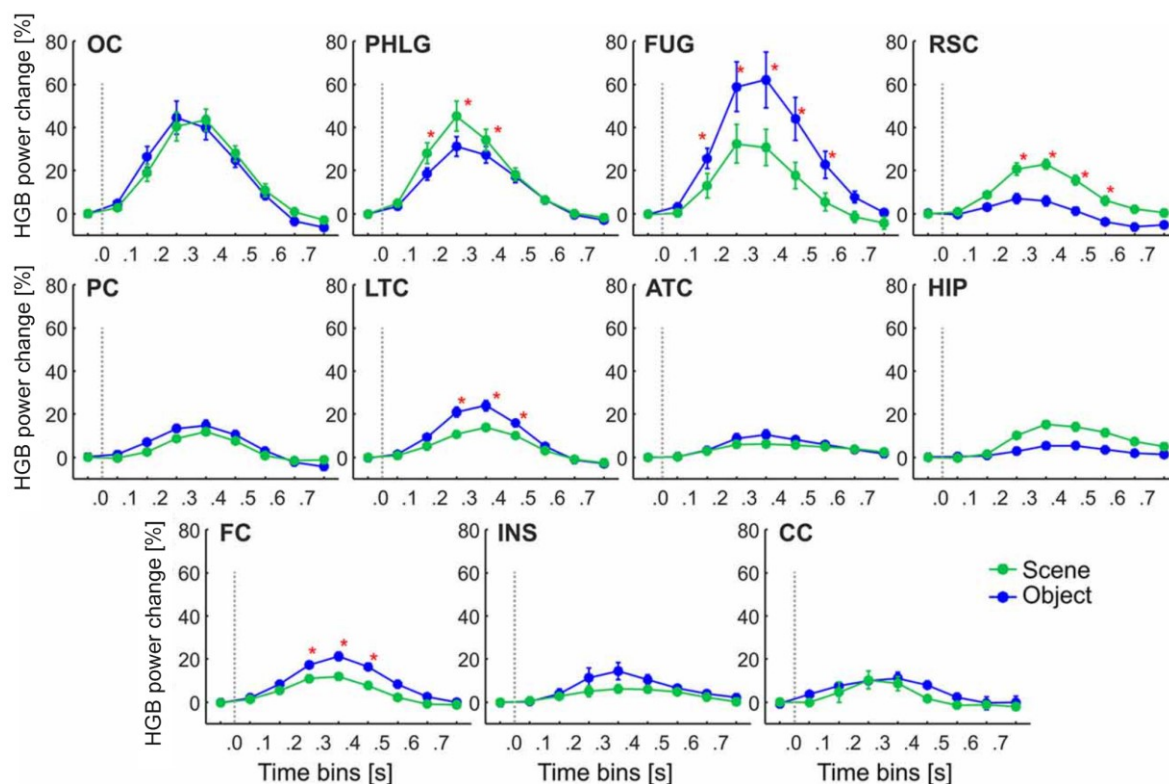 HGB power change [%]
OC
80
60
40
20
0
.0 .1 .2 .3 .4 .5 .6 .7
PHLG
80
60
40
20
0
* * *
.0 .1 .2 .3 .4 .5 .6 .7
FUG
80
60
40
20
0
* * * * *
.0 .1 .2 .3 .4 .5 .6 .7
RSC
80
60
40
20
0
* * * *
.0 .1 .2 .3 .4 .5 .6 .7
HGB power change [%]
PC
80
60
40
20
0
.0 .1 .2 .3 .4 .5 .6 .7
LTC
80
60
40
20
0
* * *
.0 .1 .2 .3 .4 .5 .6 .7
ATC
80
60
40
20
0
.0 .1 .2 .3 .4 .5 .6 .7
HIP
80
60
40
20
0
.0 .1 .2 .3 .4 .5 .6 .7
HGB power change [%]
FC
80
60
40
20
0
* * *
.0 .1 .2 .3 .4 .5 .6 .7
Time bins [s]
INS
80
60
40
20
0
.0 .1 .2 .3 .4 .5 .6 .7
Time bins [s]
CC
80
60
40
20
0
.0 .1 .2 .3 .4 .5 .6 .7
Time bins [s]
Scene
Object